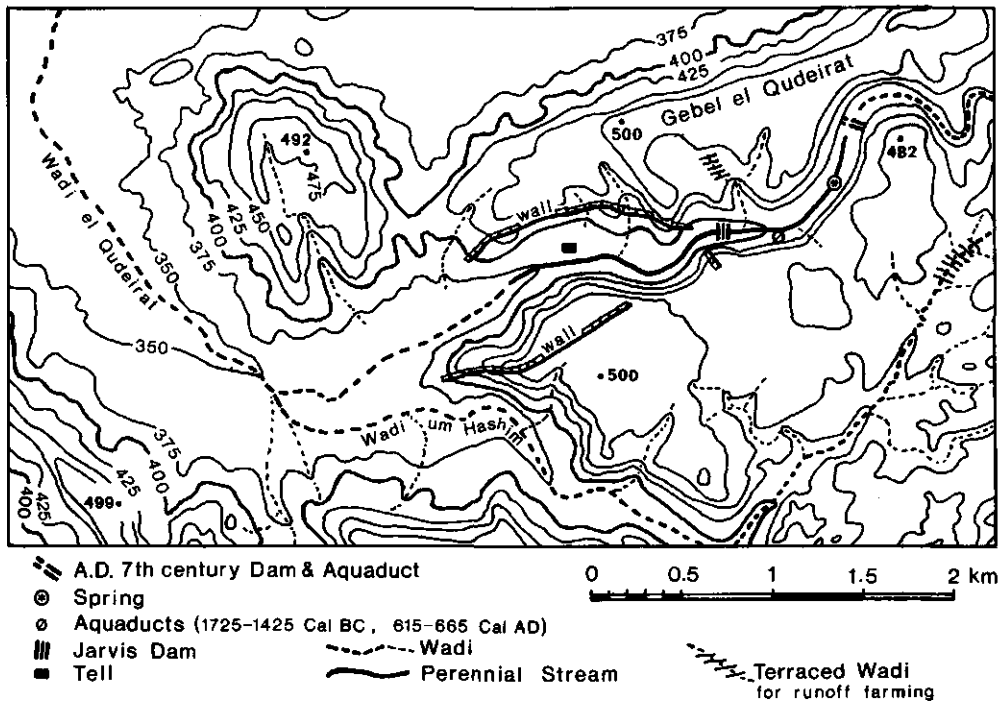 375
400
425
Gebel el Qudeirat
500
482
492
475
450
425
400
375
350
Wadi el Qudeirat
wall
350
wall
500
Wadi um Hashim
375
400
425
499
425
400
A.D. 7th century Dam & Aquaduct
Spring
Aquaducts (1725-1425 Cal BC, 615-665 Cal AD)
Jarvis Dam
Tell
Wadi
Perennial Stream
0 0.5 1 1.5 2 km
Terraced Wadi
for runoff farming